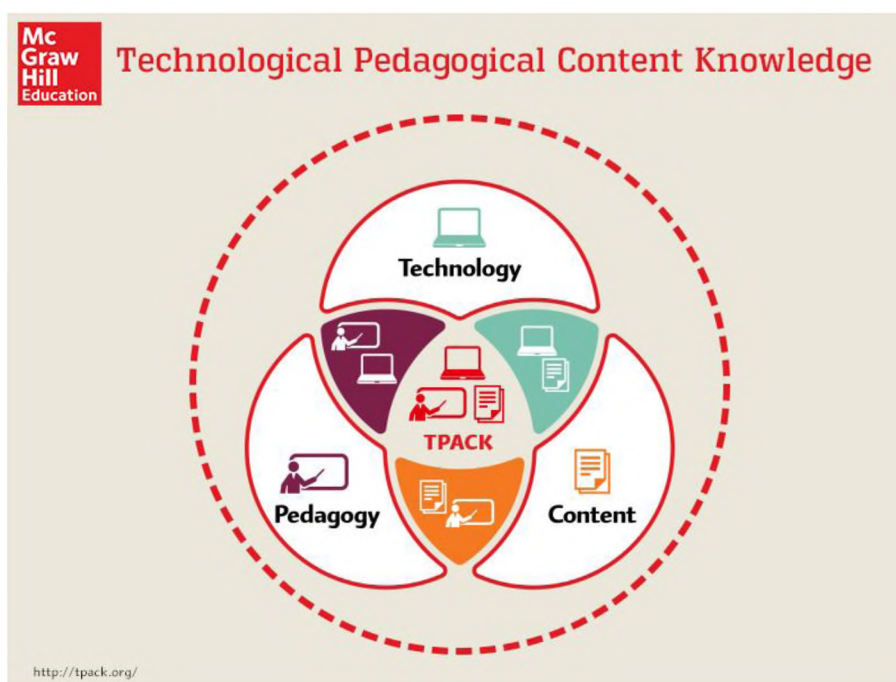 Mc
Graw
Hill
Education
Technological Pedagogical Content Knowledge
Technology
TPACK
Pedagogy
Content
http://tpack.org/